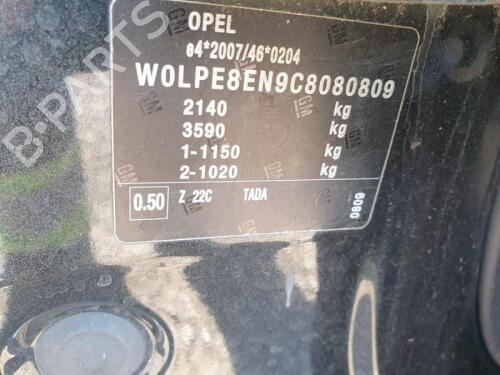 OPEL
e4*2007/46*0204
W0LPE8EN9C8080809
2140 kg
3590 kg
1-1150 kg
2-1020 kg
0.50 Z 22C TADA
0809
GM
B-PARTS